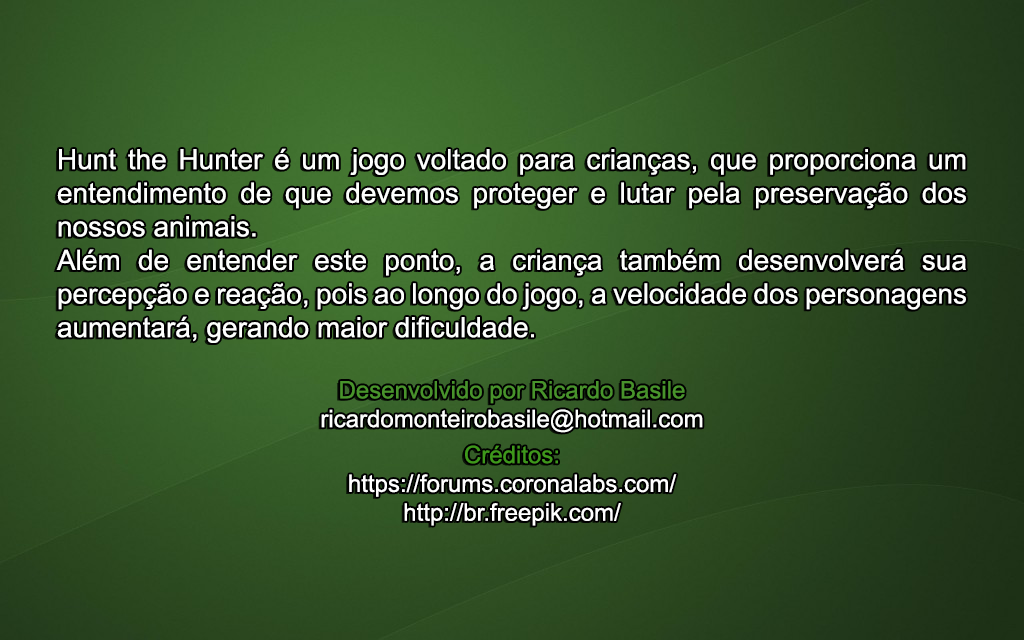 Hunt the Hunter é um jogo voltado para crianças, que proporciona um
entendimento de que devemos proteger e lutar pela preservação dos
nossos animais.
Além de entender este ponto, a criança também desenvolverá sua
percepção e reação, pois ao longo do jogo, a velocidade dos personagens
aumentará, gerando maior dificuldade.
Desenvolvido por Ricardo Basile
ricardomonteirobasile@hotmail.com
Créditos:
https://forums.coronalabs.com/
http://br.freepik.com/